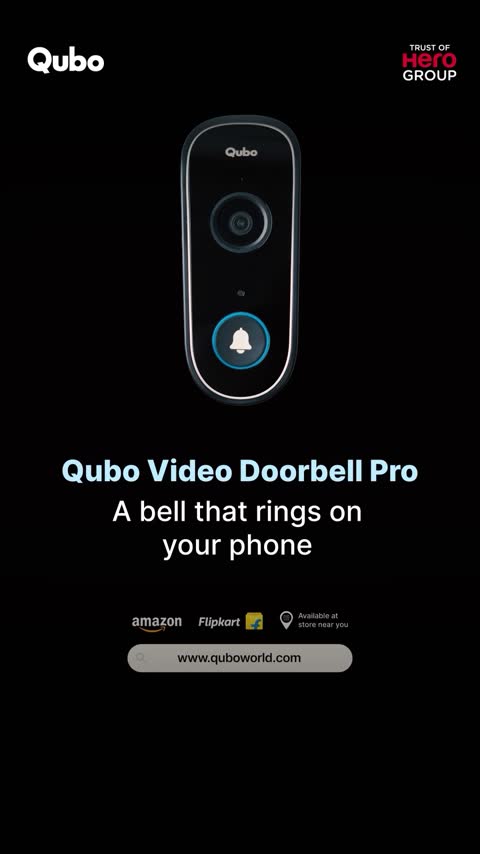 Qubo
TRUST OF
Hero
GROUP
Qubo
Qubo Video Doorbell Pro
A bell that rings on
your phone
amazon
Flipkart
Available at
store near you
www.quboworld.com